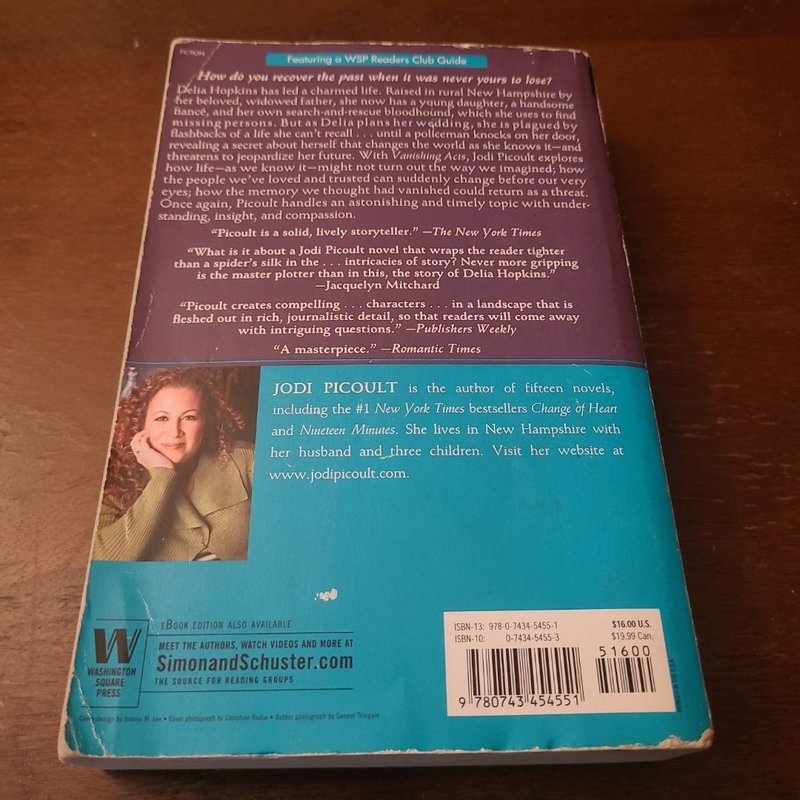 FICTION
Featuring a WSP Readers Club Guide
How do you recover the past when it was never yours to lose?
Delia Hopkins has led a charmed life. Raised in rural New Hampshire by
her beloved, widowed father, she now has a young daughter, a handsome
fiancé, and her own search-and-rescue bloodhound, which she uses to find
missing persons. But as Delia plans her wedding, she is plagued by
flashbacks of a life she can't recall . . . until a policeman knocks on her door,
revealing a secret about herself that changes the world as she knows it—and
threatens to jeopardize her future. With Vanishing Acts, Jodi Picoult explores
how life—as we know it—might not turn out the way we imagined; how
the people we've loved and trusted can suddenly change before our very
eyes; how the memory we thought had vanished could return as a threat.
Once again, Picoult handles an astonishing and timely topic with under-
standing, insight, and compassion.
"Picoult is a solid, lively storyteller." —The New York Times
"What is it about a Jodi Picoult novel that wraps the reader tighter
than a spider's silk in the . . . intricacies of story? Never more gripping
is the master plotter than in this, the story of Delia Hopkins."
—Jacquelyn Mitchard
"Picoult creates compelling . . . characters . . . in a landscape that is
fleshed out in rich, journalistic detail, so that readers will come away
with intriguing questions." —Publishers Weekly
"A masterpiece." —Romantic Times
JODI PICOULT is the author of fifteen novels,
including the #1 New York Times bestsellers Change of Heart
and Nineteen Minutes. She lives in New Hampshire with
her husband and three children. Visit her website at
www.jodipicoult.com.
W
WASHINGTON
SQUARE
PRESS
eBOOK EDITION ALSO AVAILABLE
MEET THE AUTHORS, WATCH VIDEOS AND MORE AT
SimonandSchuster.com
THE SOURCE FOR READING GROUPS
Cover design by Jeanne M. Lee • Cover photograph by Christine Rodin • Author photograph by Gasper Tringale
ISBN-13: 978-0-7434-5455-1
ISBN-10: 0-7434-5455-3
$16.00 U.S.
$19.99 Can.
51600
9 780743 454551